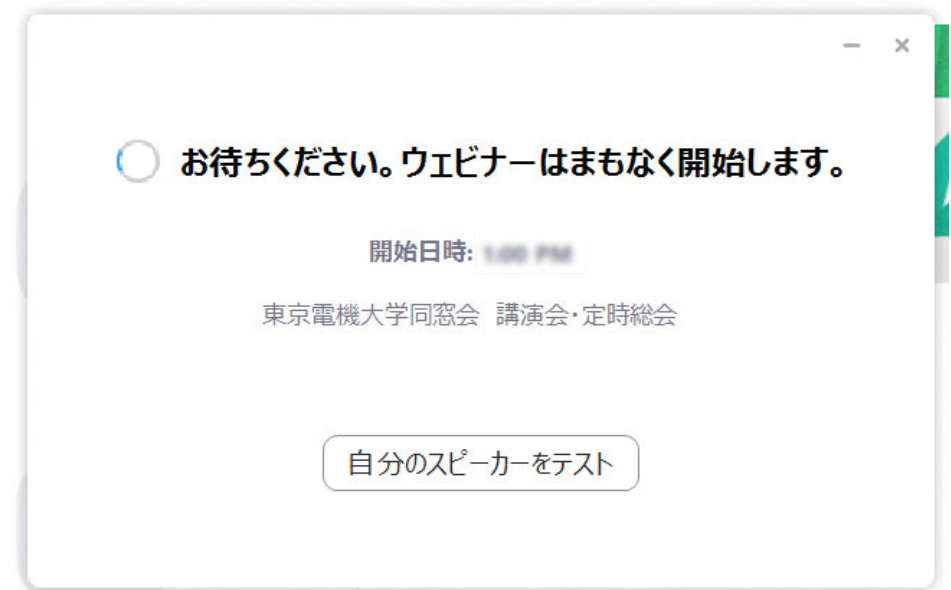 お待ちください。ウェビナーはまもなく開始します。
開始日時:
東京電機大学同窓会 講演会・定時総会
自分のスピーカーをテスト